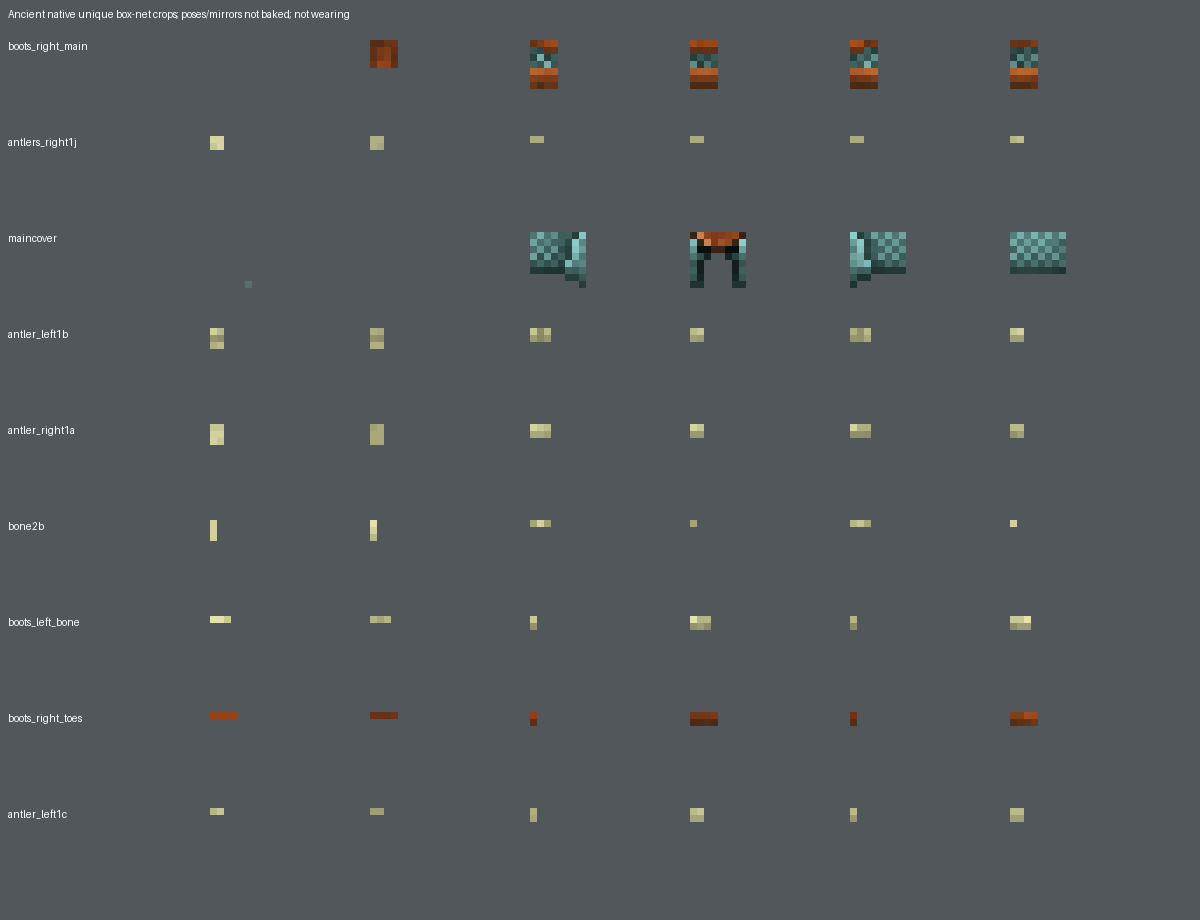 Ancient native unique box-net crops; poses/mirrors not baked; not wearing
boots_right_main
antlers_right1j
maincover
antler_left1b
antler_right1a
bone2b
boots_left_bone
boots_right_toes
antler_left1c